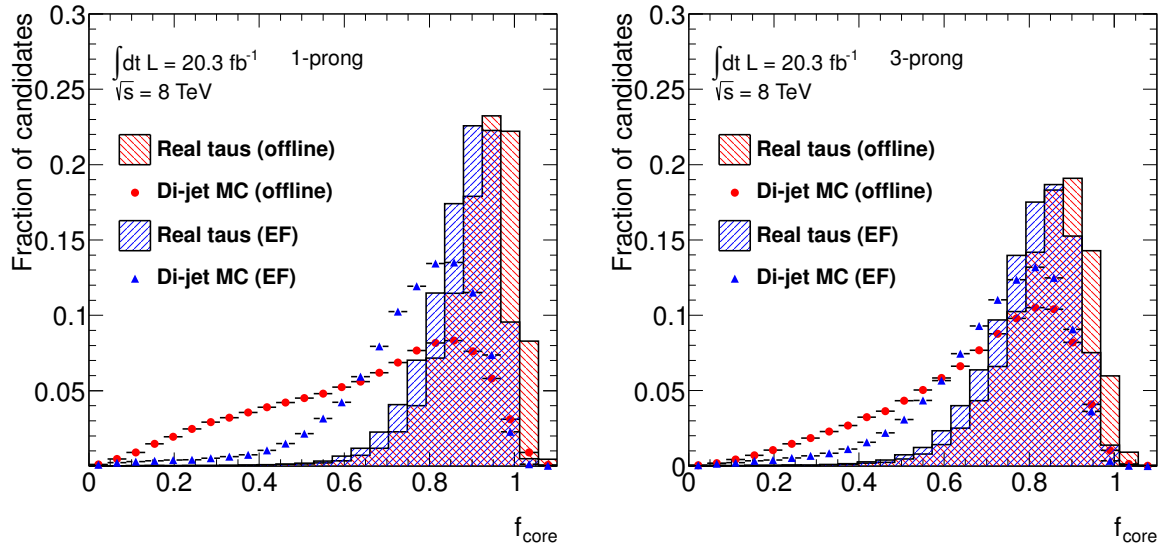 Fraction of candidates
0.3
0.25
0.2
0.15
0.1
0.05
0
∫dt L = 20.3 fb⁻¹ 1-prong
√s = 8 TeV
Real taus (offline)
Di-jet MC (offline)
Real taus (EF)
Di-jet MC (EF)
0 0.2 0.4 0.6 0.8 1
f_core
Fraction of candidates
0.3
0.25
0.2
0.15
0.1
0.05
0
∫dt L = 20.3 fb⁻¹ 3-prong
√s = 8 TeV
Real taus (offline)
Di-jet MC (offline)
Real taus (EF)
Di-jet MC (EF)
0 0.2 0.4 0.6 0.8 1
f_core